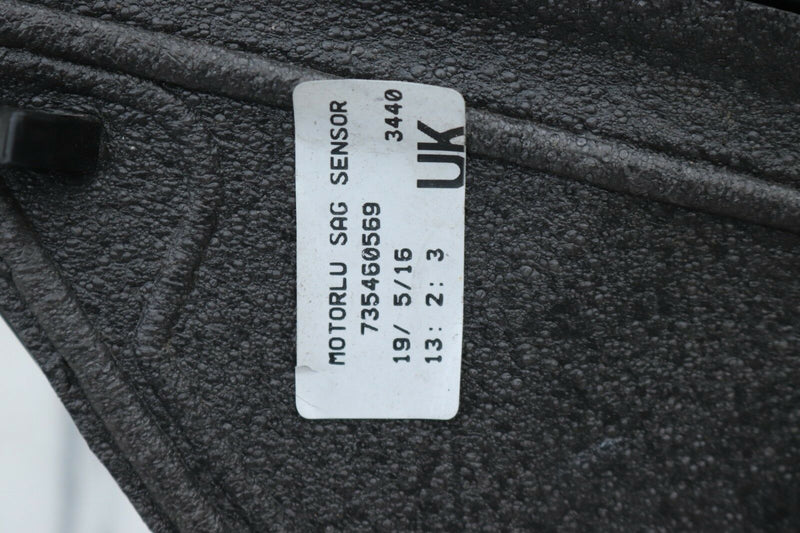 MOTORLU SAG SENSOR
735460569
19/ 5/16 3440
13: 2: 3 UK